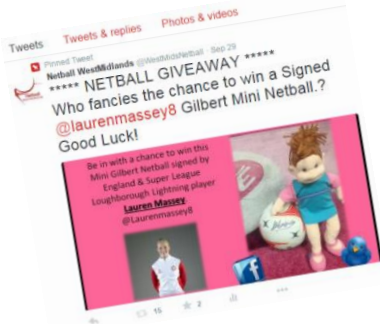 Tweets Tweets & replies Photos & videos
Pinned Tweet
Netball WestMidlands @WestMidsNetball · Sep 29
***** NETBALL GIVEAWAY *****
Who fancies the chance to win a Signed
@laurenmassey8 Gilbert Mini Netball.?
Good Luck!
Be in with a chance to win this
Mini Gilbert Netball signed by
England & Super League
Loughborough Lightning player
Lauren Massey.
@Laurenmassey8
15 2